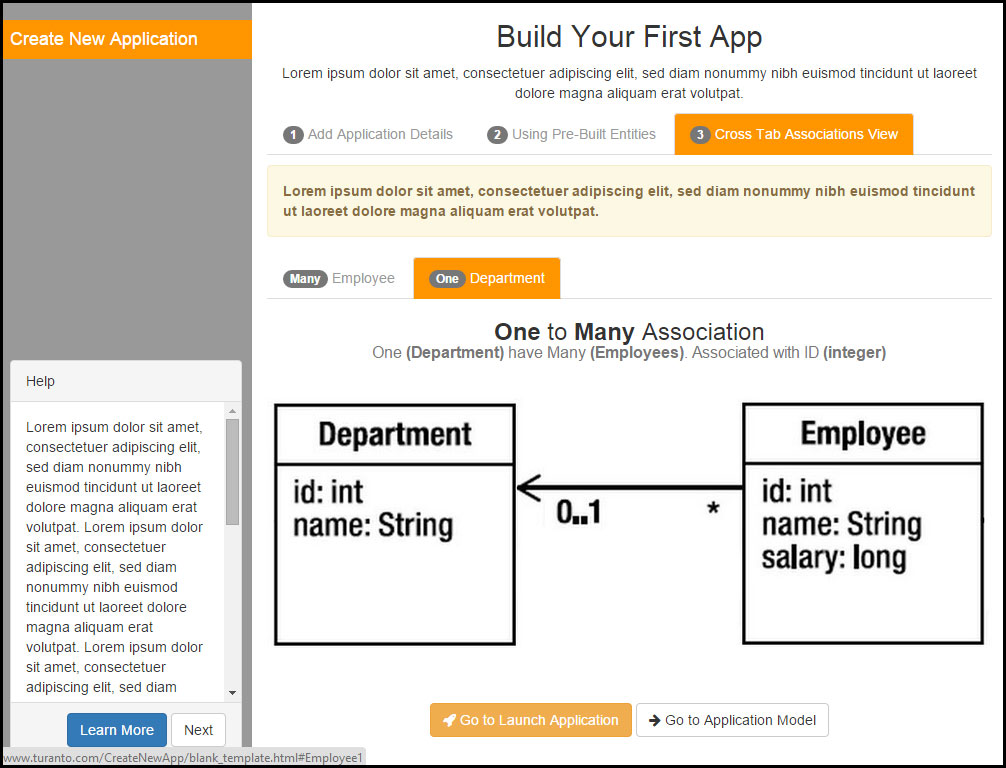 Create New Application
Build Your First App
Lorem ipsum dolor sit amet, consectetuer adipiscing elit, sed diam nonummy nibh euismod tincidunt ut laoreet
dolore magna aliquam erat volutpat.
1 Add Application Details
2 Using Pre-Built Entities
3 Cross Tab Associations View
Lorem ipsum dolor sit amet, consectetuer adipiscing elit, sed diam nonummy nibh euismod tincidunt
ut laoreet dolore magna aliquam erat volutpat.
Many Employee
One Department
One to Many Association
One (Department) have Many (Employees). Associated with ID (integer)
Department
id: int
name: String
0..1
*
Employee
id: int
name: String
salary: long
Help
Lorem ipsum dolor sit amet,
consectetuer adipiscing elit,
sed diam nonummy nibh
euismod tincidunt ut laoreet
dolore magna aliquam erat
volutpat. Lorem ipsum dolor
sit amet, consectetuer
adipiscing elit, sed diam
nonummy nibh euismod
tincidunt ut laoreet dolore
magna aliquam erat
volutpat. Lorem ipsum dolor
sit amet, consectetuer
adipiscing elit, sed diam
Learn More
Next
Go to Launch Application
Go to Application Model
www.turanto.com/CreateNewApp/blank_template.html#Employee1